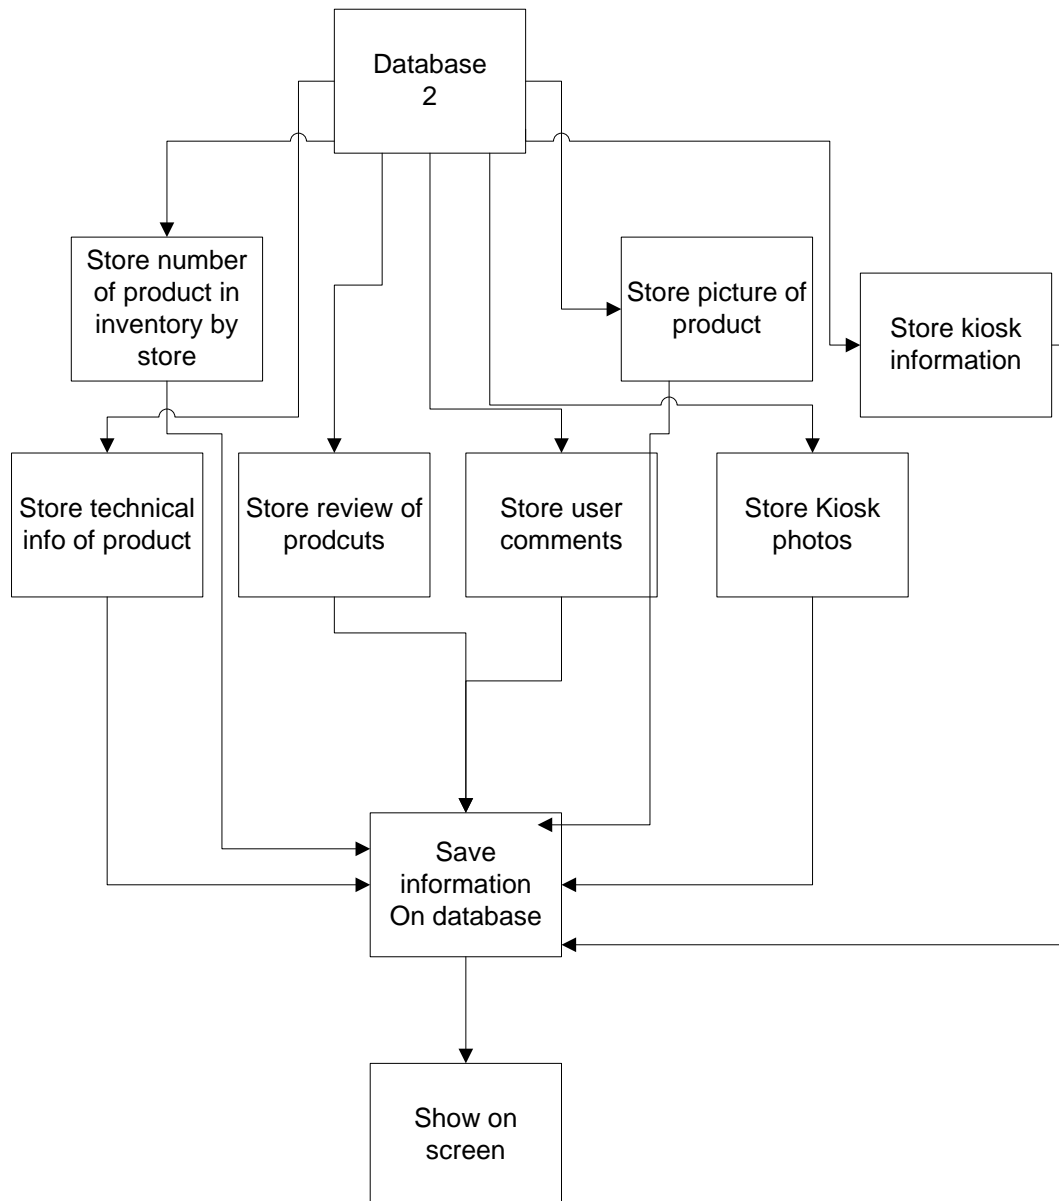 Database
2
Store number
of product in
inventory by
store
Store picture of
product
Store kiosk
information
Store technical
info of product
Store review of
prodcuts
Store user
comments
Store Kiosk
photos
Save
information
On database
Show on
screen